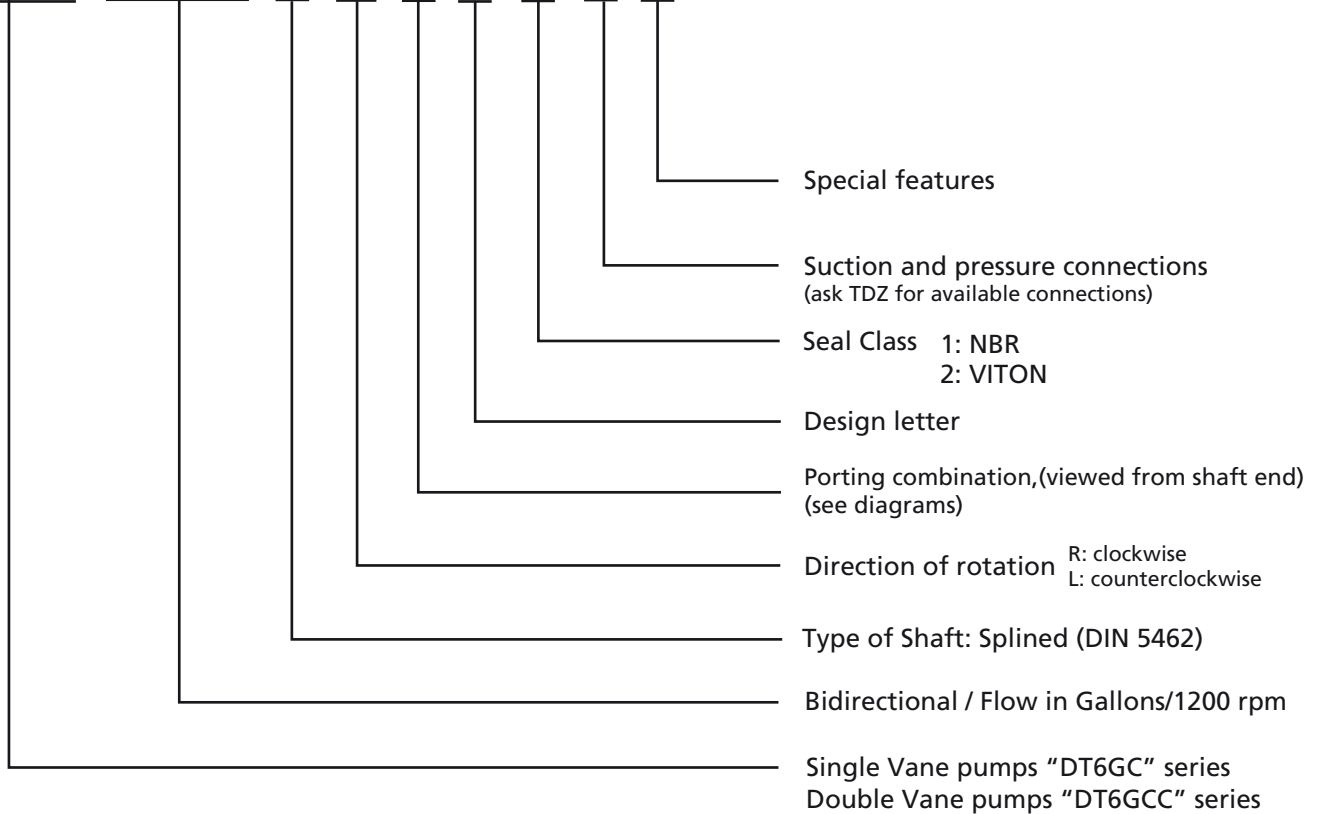 Special features
Suction and pressure connections
(ask TDZ for available connections)
Seal Class 1: NBR
2: VITON
Design letter
Porting combination,(viewed from shaft end)
(see diagrams)
Direction of rotation R: clockwise
L: counterclockwise
Type of Shaft: Splined (DIN 5462)
Bidirectional / Flow in Gallons/1200 rpm
Single Vane pumps “DT6GC” series
Double Vane pumps “DT6GCC” series